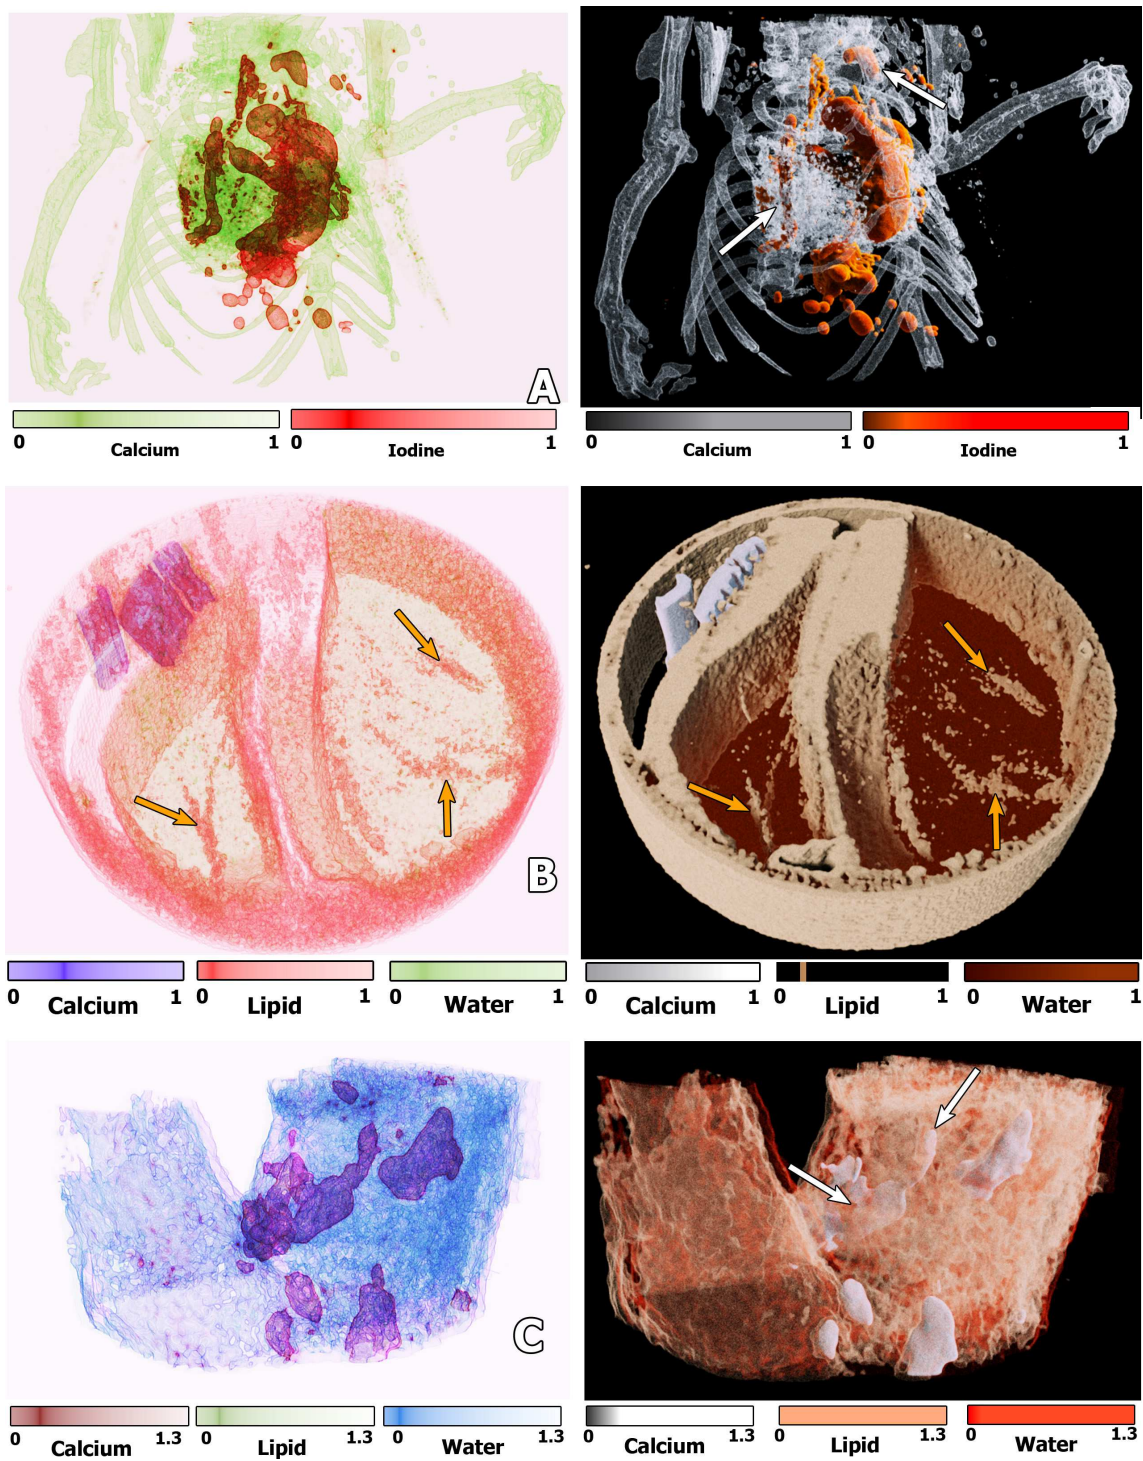 A
0 1 0 1
Calcium Iodine
0 1 0 1
Calcium Iodine
B
0 1 0 1 0 1
Calcium Lipid Water
0 1 0 1 0 1
Calcium Lipid Water
C
0 1.3 0 1.3 0 1.3
Calcium Lipid Water
0 1.3 0 1.3 0 1.3
Calcium Lipid Water